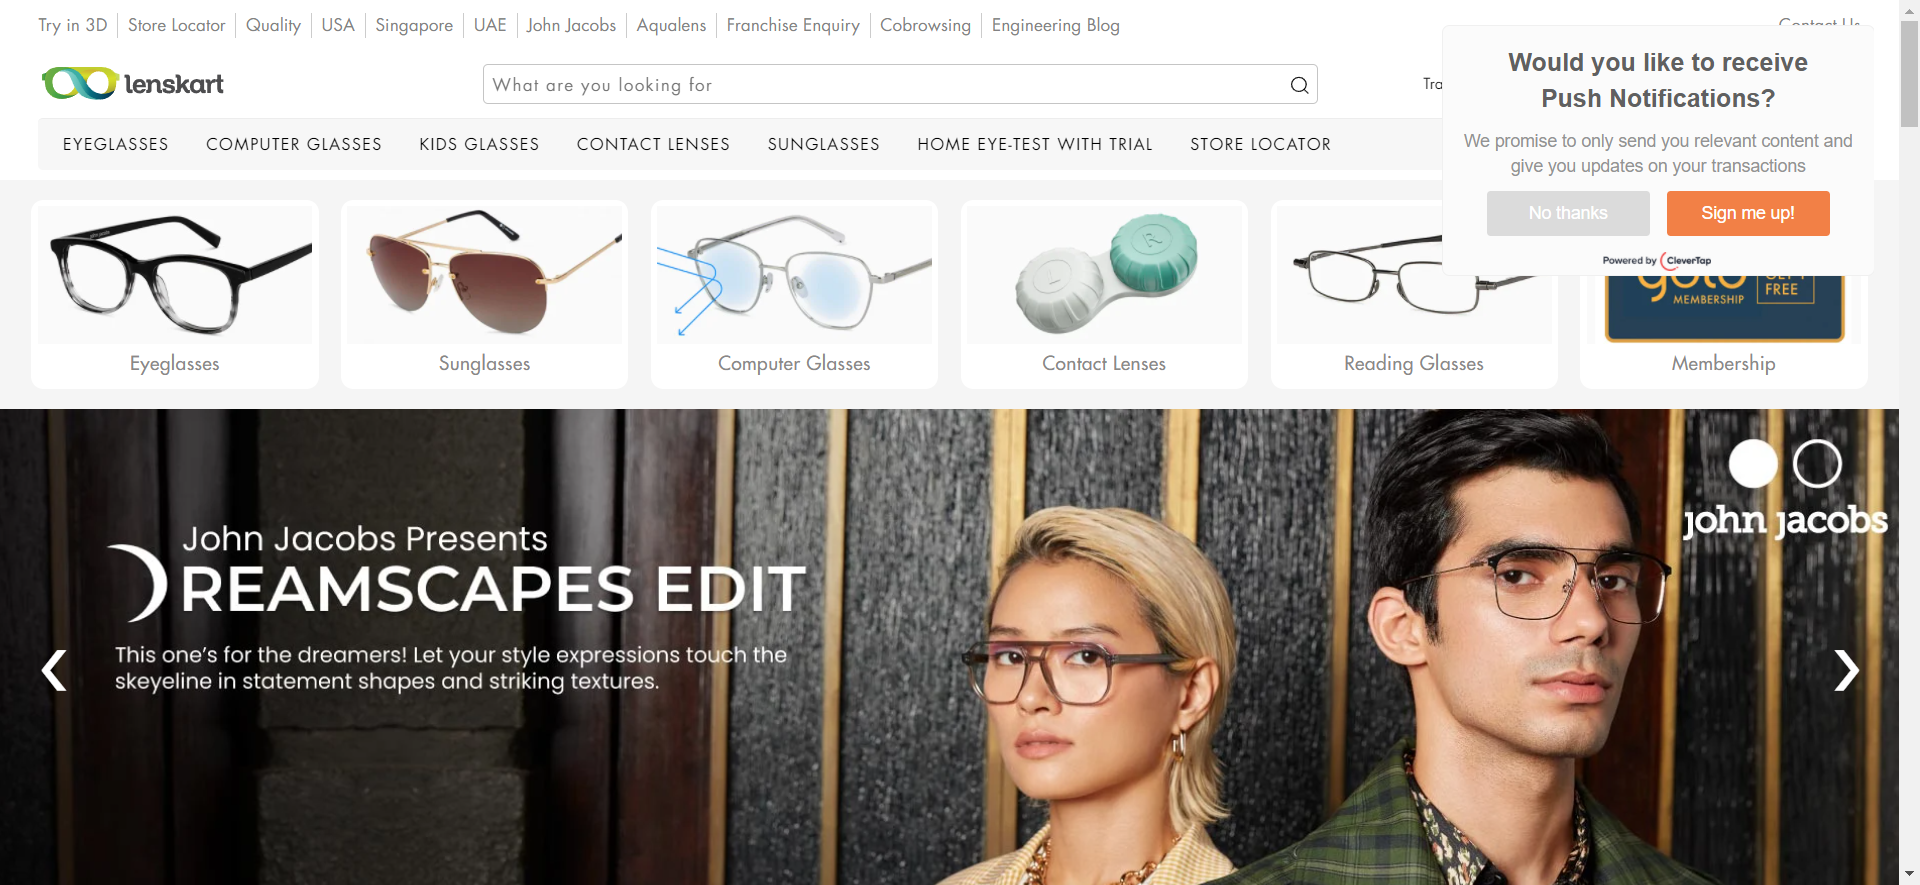 Try in 3D
Store Locator
Quality
USA
Singapore
UAE
John Jacobs
Aqualens
Franchise Enquiry
Cobrowsing
Engineering Blog
Contact Us
lenskart
What are you looking for
Would you like to receive
Push Notifications?
We promise to only send you relevant content and
give you updates on your transactions
No thanks
Sign me up!
Powered by CleverTap
EYEGLASSES
COMPUTER GLASSES
KIDS GLASSES
CONTACT LENSES
SUNGLASSES
HOME EYE-TEST WITH TRIAL
STORE LOCATOR
R
L
MEMBERSHIP
FREE
Eyeglasses
Sunglasses
Computer Glasses
Contact Lenses
Reading Glasses
Membership
John Jacobs Presents
DREAMSCAPES EDIT
This one's for the dreamers! Let your style expressions touch the
skeyeline in statement shapes and striking textures.
john jacobs